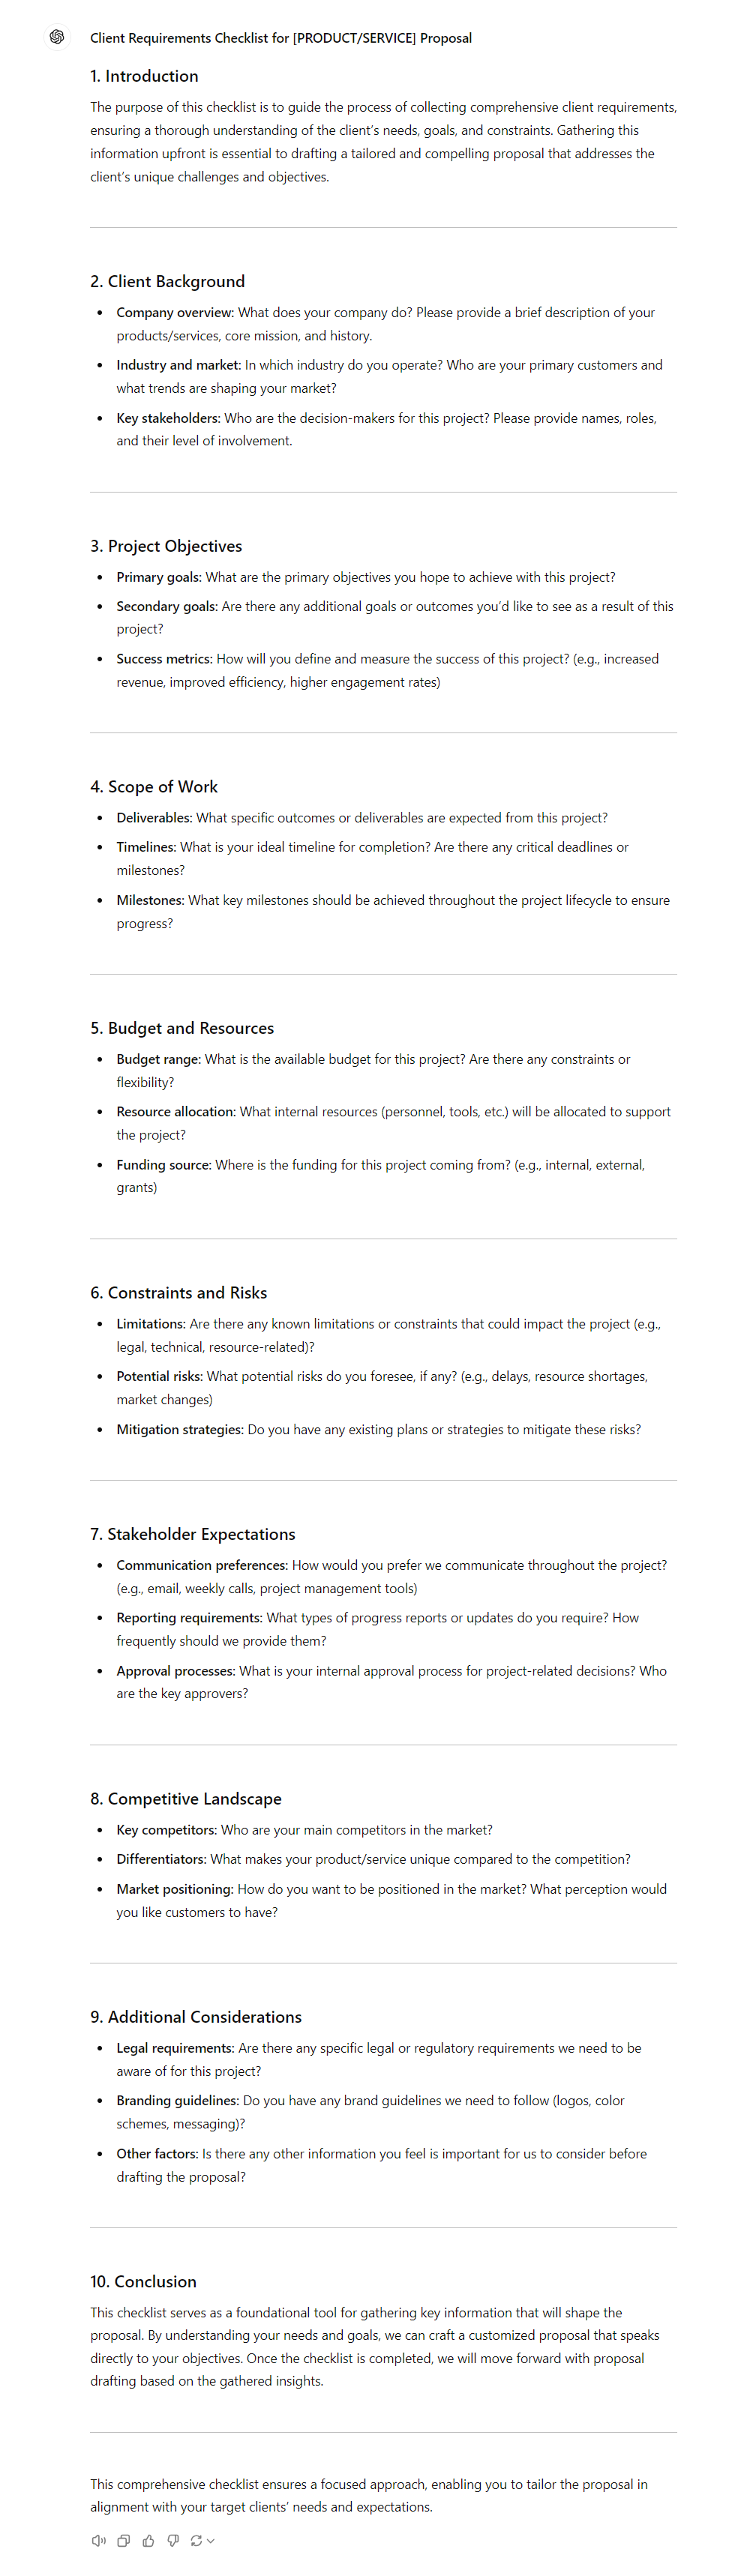 Client Requirements Checklist for [PRODUCT/SERVICE] Proposal
1. Introduction
The purpose of this checklist is to guide the process of collecting comprehensive client requirements,
ensuring a thorough understanding of the client’s needs, goals, and constraints. Gathering this
information upfront is essential to drafting a tailored and compelling proposal that addresses the
client’s unique challenges and objectives.
2. Client Background
• Company overview: What does your company do? Please provide a brief description of your
products/services, core mission, and history.
• Industry and market: In which industry do you operate? Who are your primary customers and
what trends are shaping your market?
• Key stakeholders: Who are the decision-makers for this project? Please provide names, roles,
and their level of involvement.
3. Project Objectives
• Primary goals: What are the primary objectives you hope to achieve with this project?
• Secondary goals: Are there any additional goals or outcomes you’d like to see as a result of this
project?
• Success metrics: How will you define and measure the success of this project? (e.g., increased
revenue, improved efficiency, higher engagement rates)
4. Scope of Work
• Deliverables: What specific outcomes or deliverables are expected from this project?
• Timelines: What is your ideal timeline for completion? Are there any critical deadlines or
milestones?
• Milestones: What key milestones should be achieved throughout the project lifecycle to ensure
progress?
5. Budget and Resources
• Budget range: What is the available budget for this project? Are there any constraints or
flexibility?
• Resource allocation: What internal resources (personnel, tools, etc.) will be allocated to support
the project?
• Funding source: Where is the funding for this project coming from? (e.g., internal, external,
grants)
6. Constraints and Risks
• Limitations: Are there any known limitations or constraints that could impact the project (e.g.,
legal, technical, resource-related)?
• Potential risks: What potential risks do you foresee, if any? (e.g., delays, resource shortages,
market changes)
• Mitigation strategies: Do you have any existing plans or strategies to mitigate these risks?
7. Stakeholder Expectations
• Communication preferences: How would you prefer we communicate throughout the project?
(e.g., email, weekly calls, project management tools)
• Reporting requirements: What types of progress reports or updates do you require? How
frequently should we provide them?
• Approval processes: What is your internal approval process for project-related decisions? Who
are the key approvers?
8. Competitive Landscape
• Key competitors: Who are your main competitors in the market?
• Differentiators: What makes your product/service unique compared to the competition?
• Market positioning: How do you want to be positioned in the market? What perception would
you like customers to have?
9. Additional Considerations
• Legal requirements: Are there any specific legal or regulatory requirements we need to be
aware of for this project?
• Branding guidelines: Do you have any brand guidelines we need to follow (logos, color
schemes, messaging)?
• Other factors: Is there any other information you feel is important for us to consider before
drafting the proposal?
10. Conclusion
This checklist serves as a foundational tool for gathering key information that will shape the
proposal. By understanding your needs and goals, we can craft a customized proposal that speaks
directly to your objectives. Once the checklist is completed, we will move forward with proposal
drafting based on the gathered insights.
This comprehensive checklist ensures a focused approach, enabling you to tailor the proposal in
alignment with your target clients’ needs and expectations.